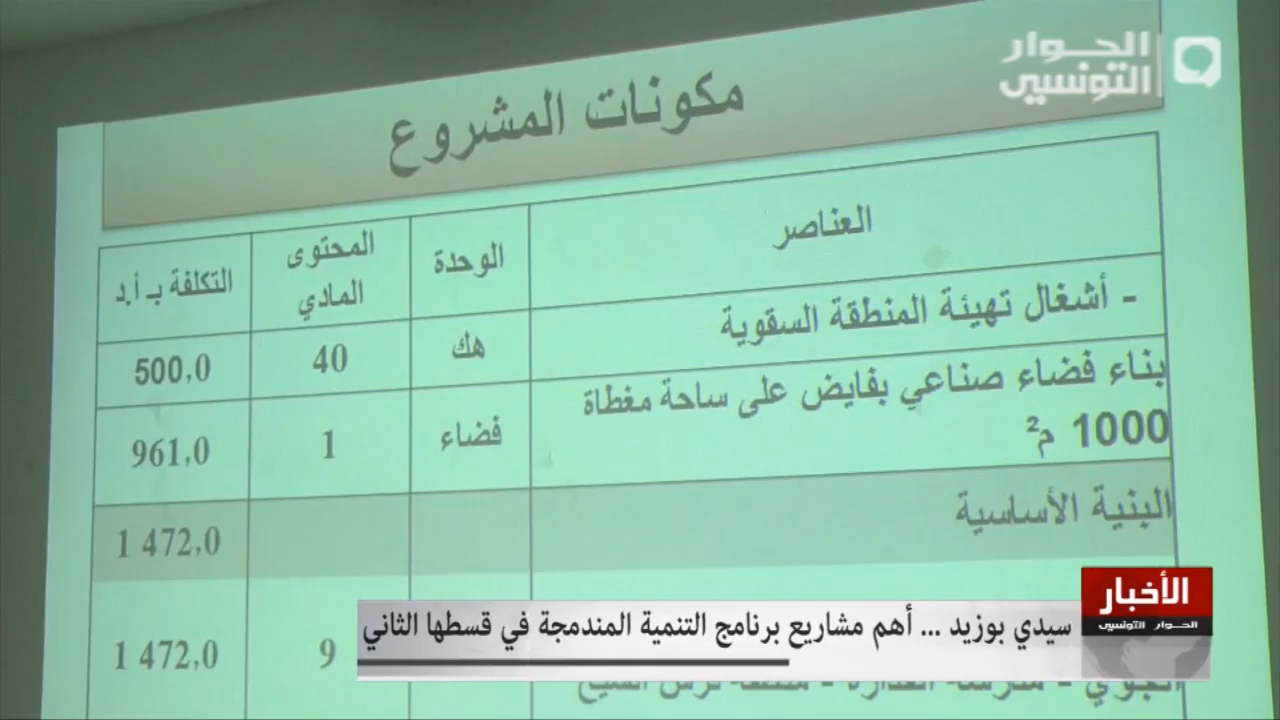 الحوار
التونسي
مكونات المشروع
العناصر
الوحدة
المحتوى
المادي
التكلفة بـ أ.د
- أشغال تهيئة المنطقة السقوية
هك
40
500,0
بناء فضاء صناعي بفايض على ساحة مغطاة
1000 م²
فضاء
1
961,0
البنية الأساسية
1 472,0
9
1 472,0
الأخبار
الحوار التونسي
سيدي بوزيد ... أهم مشاريع برنامج التنمية المندمجة في قسطها الثاني